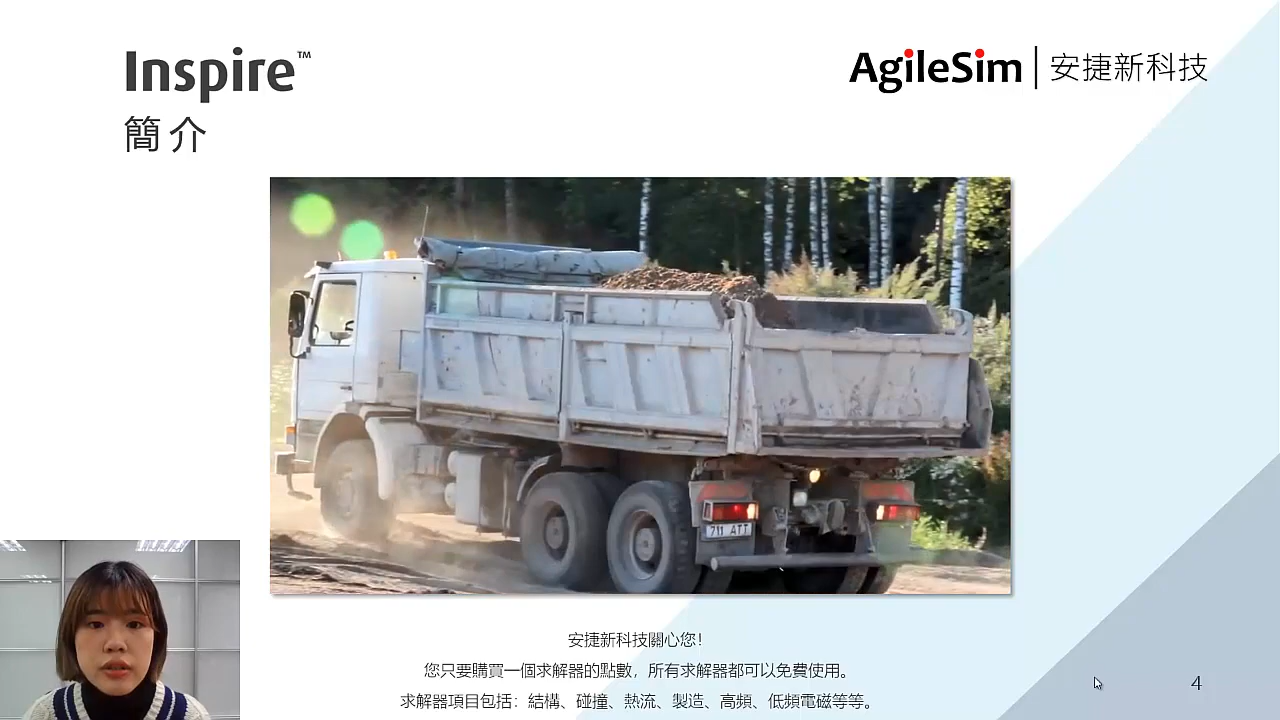 Inspire™
AgileSim | 安捷新科技
簡介
711 ATT
安捷新科技關心您!
您只要購買一個求解器的點數，所有求解器都可以免費使用。
求解器項目包括：結構、碰撞、熱流、製造、高頻、低頻電磁等等。
4